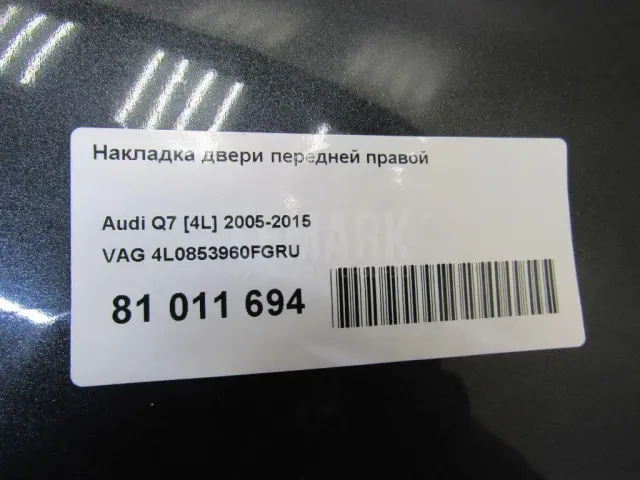 Накладка двери передней правой
Audi Q7 [4L] 2005-2015
VAG 4L0853960FGRU
81 011 694